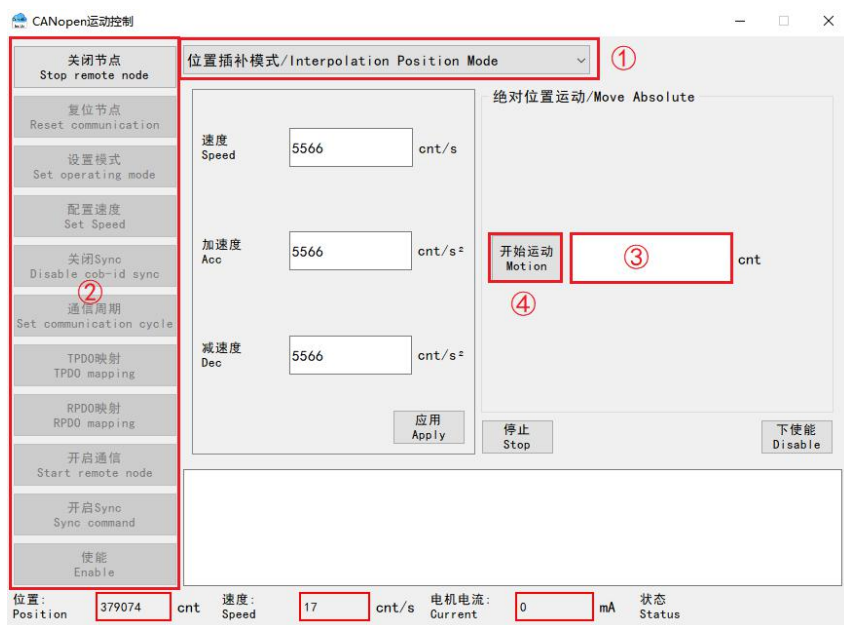 CANopen运动控制
关闭节点
Stop remote node
复位节点
Reset communication
设置模式
Set operating mode
配置速度
Set Speed
关闭Sync
Disable cob-id sync
②
通信周期
Set communication cycle
TPDO映射
TPDO mapping
RPDO映射
RPDO mapping
开启通信
Start remote node
开启Sync
Sync command
使能
Enable
位置插补模式/Interpolation Position Mode
①
速度
Speed
5566
cnt/s
加速度
Acc
5566
cnt/s²
减速度
Dec
5566
cnt/s²
应用
Apply
绝对位置运动/Move Absolute
开始运动
Motion
③
cnt
④
停止
Stop
下使能
Disable
位置:
Position
379074
cnt
速度:
Speed
17
cnt/s
电机电流:
Current
0
mA
状态
Status